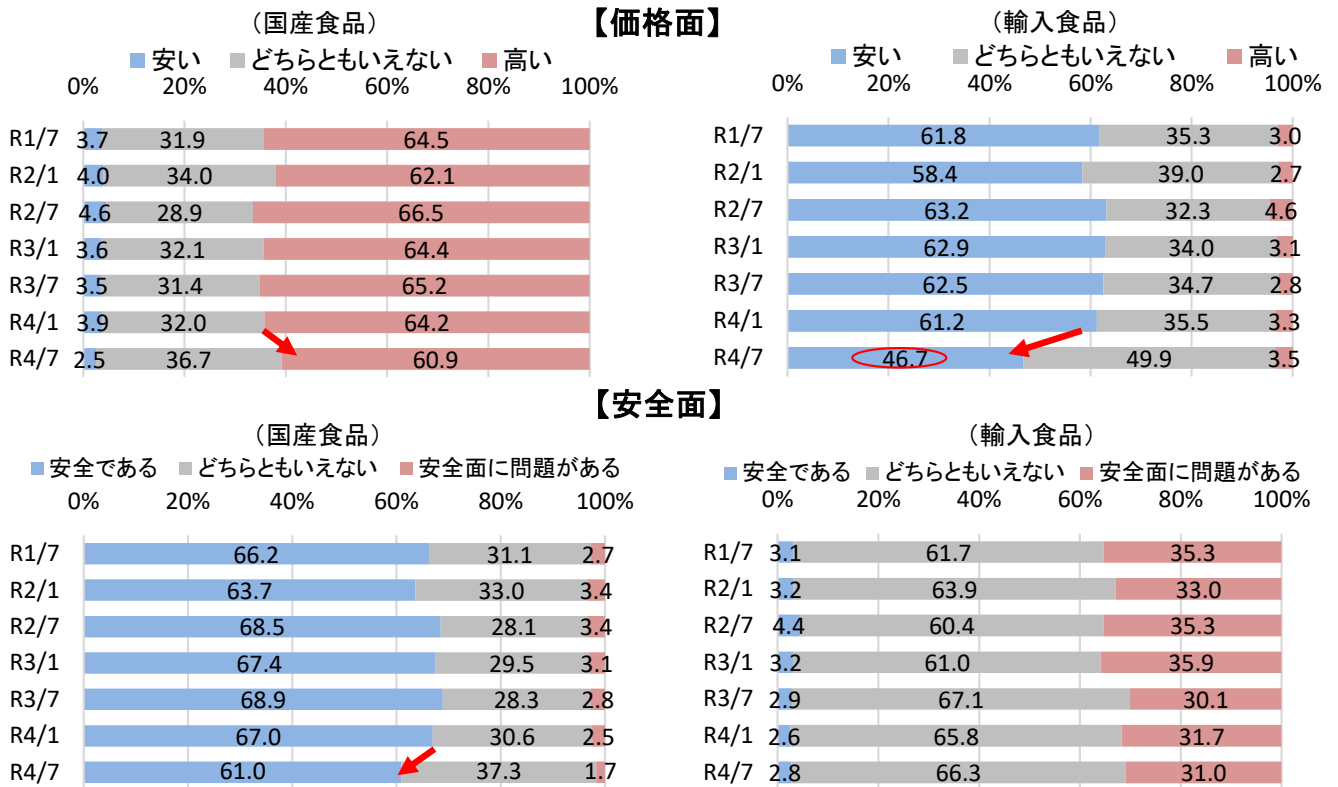 【価格面】
（国産食品）
安い どちらともいえない 高い
0% 20% 40% 60% 80% 100%
R1/7 3.7 31.9 64.5
R2/1 4.0 34.0 62.1
R2/7 4.6 28.9 66.5
R3/1 3.6 32.1 64.4
R3/7 3.5 31.4 65.2
R4/1 3.9 32.0 64.2
R4/7 2.5 36.7 60.9
（輸入食品）
安い どちらともいえない 高い
0% 20% 40% 60% 80% 100%
R1/7 61.8 35.3 3.0
R2/1 58.4 39.0 2.7
R2/7 63.2 32.3 4.6
R3/1 62.9 34.0 3.1
R3/7 62.5 34.7 2.8
R4/1 61.2 35.5 3.3
R4/7 46.7 49.9 3.5
【安全面】
（国産食品）
安全である どちらともいえない 安全面に問題がある
0% 20% 40% 60% 80% 100%
R1/7 66.2 31.1 2.7
R2/1 63.7 33.0 3.4
R2/7 68.5 28.1 3.4
R3/1 67.4 29.5 3.1
R3/7 68.9 28.3 2.8
R4/1 67.0 30.6 2.5
R4/7 61.0 37.3 1.7
（輸入食品）
安全である どちらともいえない 安全面に問題がある
0% 20% 40% 60% 80% 100%
R1/7 3.1 61.7 35.3
R2/1 3.2 63.9 33.0
R2/7 4.4 60.4 35.3
R3/1 3.2 61.0 35.9
R3/7 2.9 67.1 30.1
R4/1 2.6 65.8 31.7
R4/7 2.8 66.3 31.0